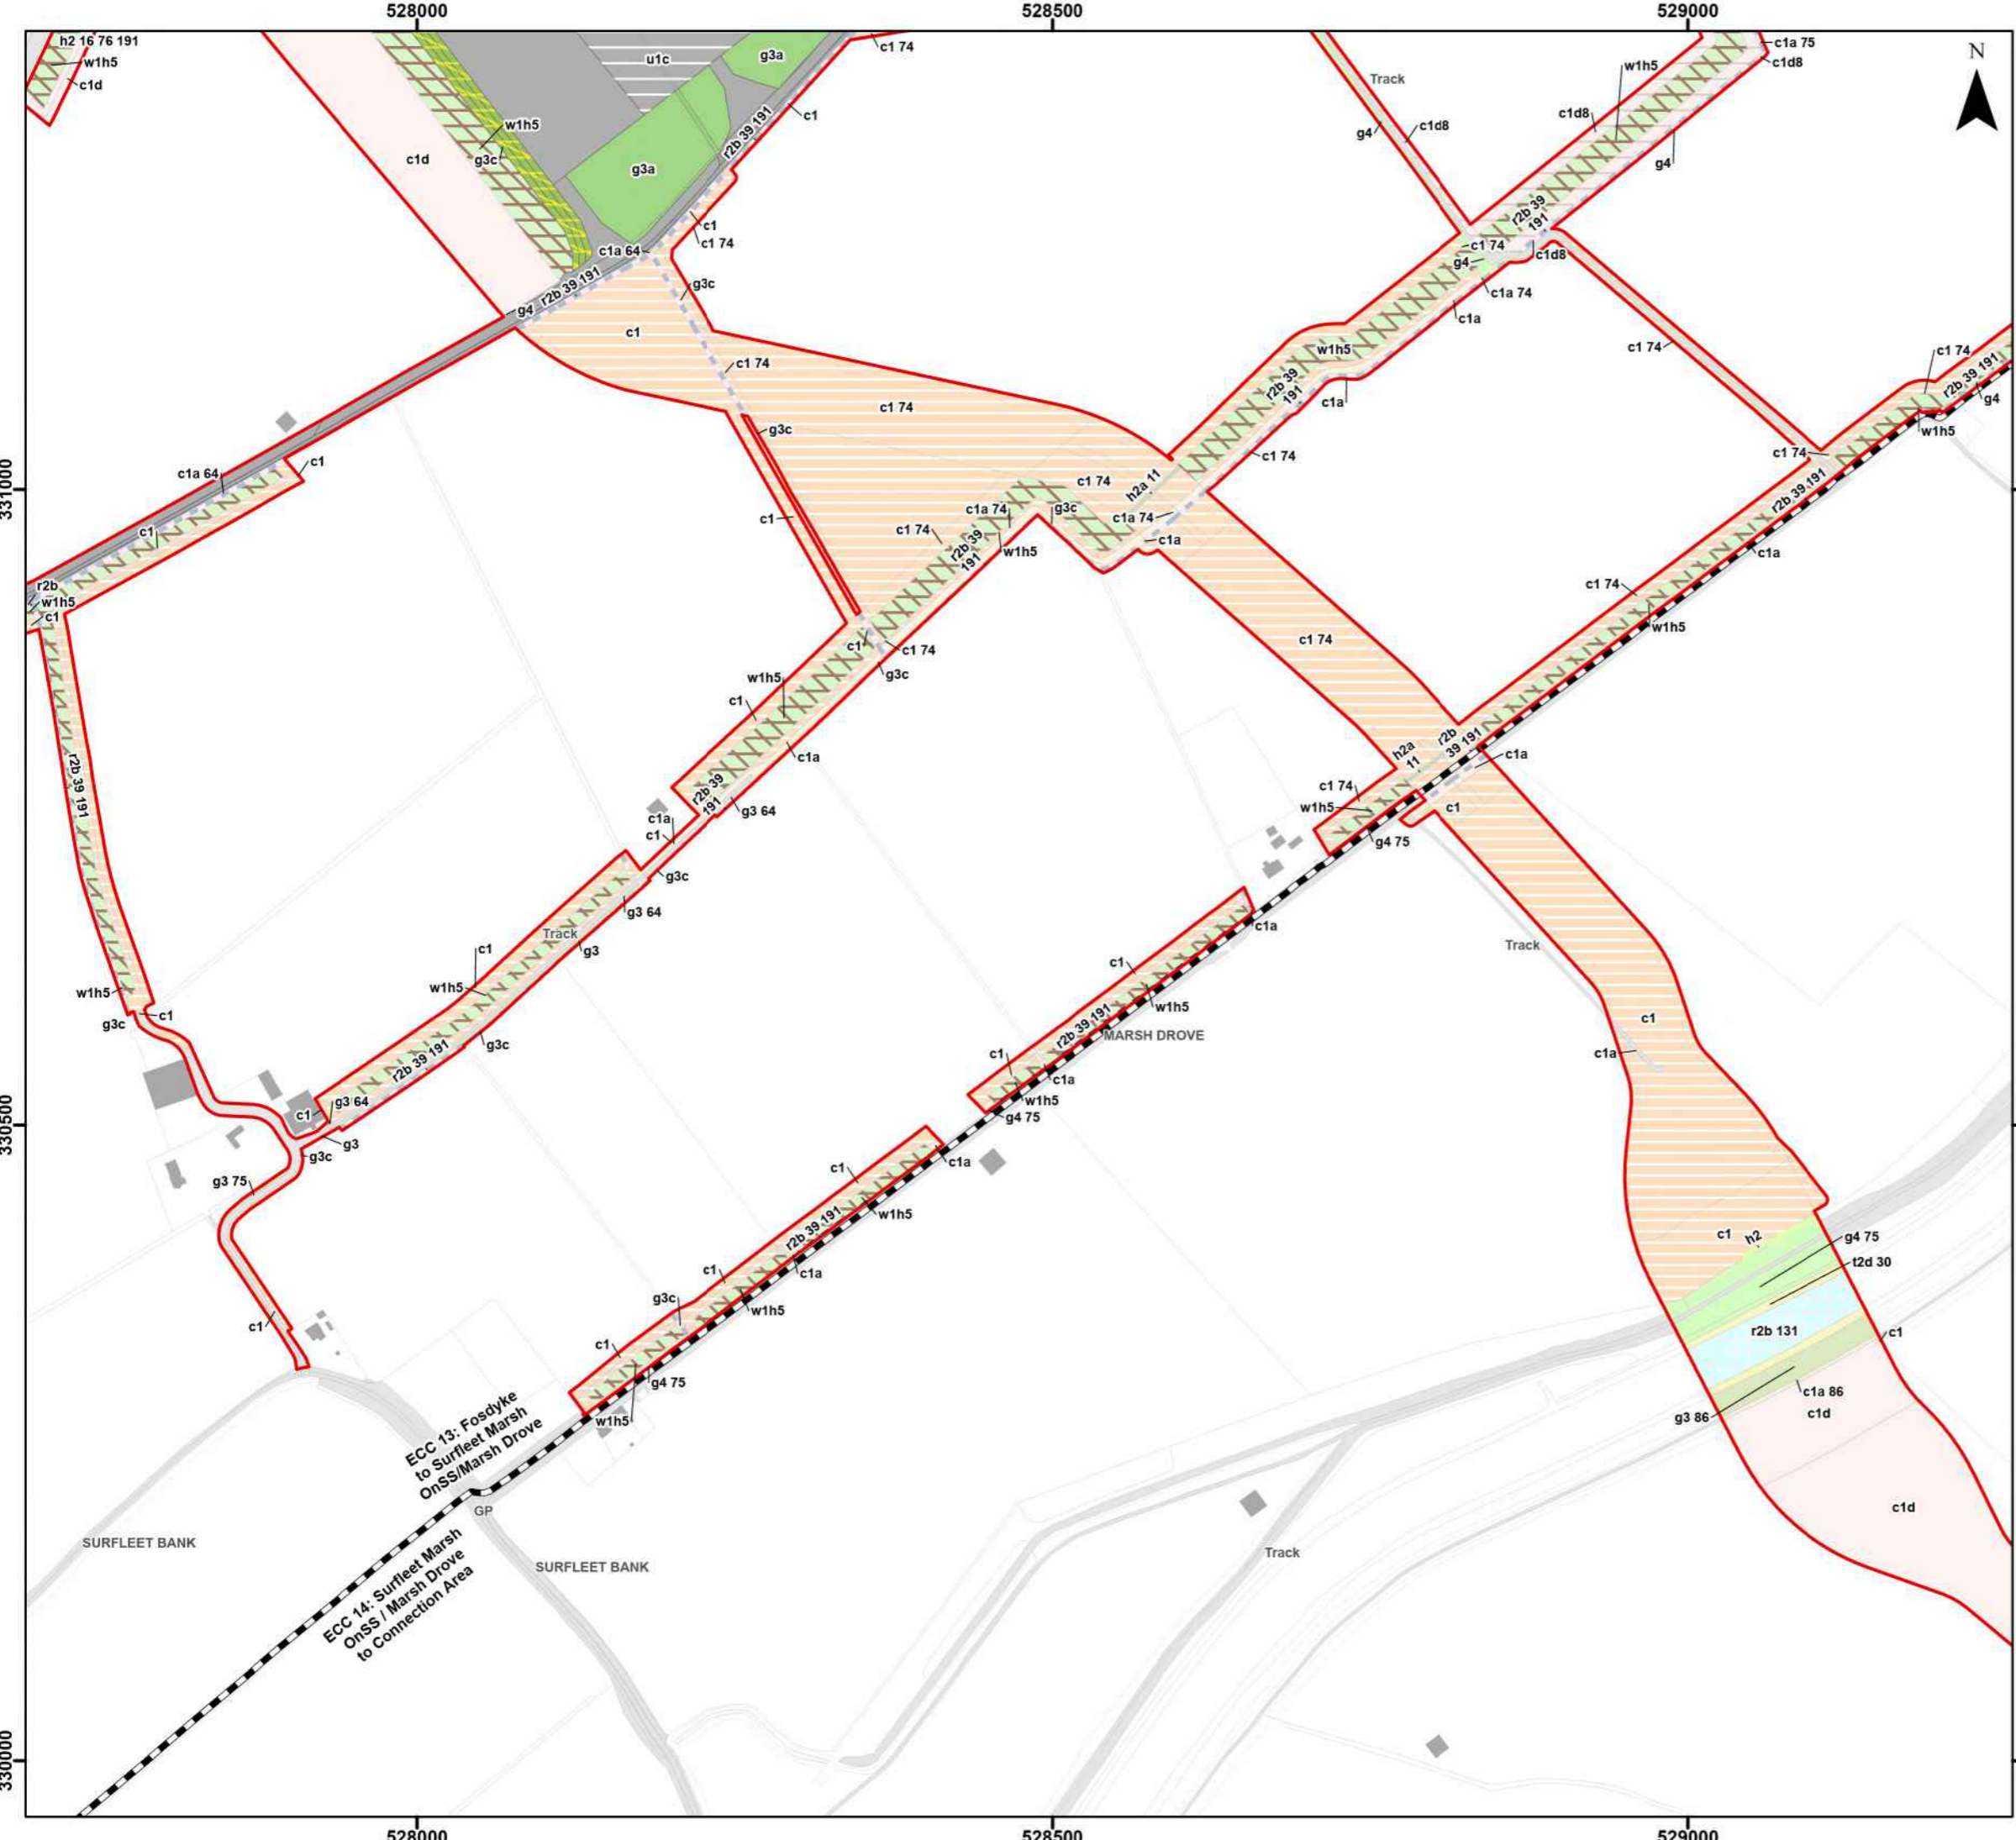 528000
528500
529000
h2 16 76 191
w1h5
c1d
u1c
g3a
c1 74
Track
w1h5
c1a 75
c1d8
N
c1d
w1h5
g3c
g3a
r2b 39 191
c1
g4
c1d8
c1d8
g4
c1
c1 74
c1a 64
r2b 39 191
g4
g3c
c1
c1 74
r2b 39
191
c1 74
g4
c1d8
c1a 74
c1a
w1h5
c1 74
c1 74
r2b 39 191
g4
w1h5
c1 74
r2b 39
191
c1a
g3c
c1 74
c1 74
331000
c1a 64
c1
c1
r2b
w1h5
c1
c1
c1 74
h2a 11
c1 74
c1a 74
g3c
c1a 74
c1a
c1 74
r2b 39
191
w1h5
r2b 39 191
c1a
c1 74
w1h5
c1
c1 74
g3c
c1 74
w1h5
c1
c1a
r2b 39 191
r2b 39
191
g3 64
c1a
c1
g3c
h2a
11
r2b
39 191
c1a
c1 74
w1h5
c1
g4 75
g3 64
Track
g3
c1
w1h5
g3c
r2b 39 191
c1a
Track
c1
w1h5
r2b 39 191
MARSH DROVE
c1
c1a
w1h5
g4 75
c1
c1a
w1h5
g3c
c1
330500
c1
g3 64
g3
g3c
g3 75
c1
c1
c1a
w1h5
r2b 39 191
c1
c1a
w1h5
g3c
c1
g4 75
w1h5
c1
h2
g4 75
t2d 30
r2b 131
c1
c1a 86
c1d
g3 86
c1d
ECC 13: Fosdyke
to Surfleet Marsh
OnSS/Marsh Drove
GP
SURFLEET BANK
SURFLEET BANK
Track
ECC 14: Surfleet Marsh
OnSS / Marsh Drove
to Connection Area
330000
528000
528500
529000